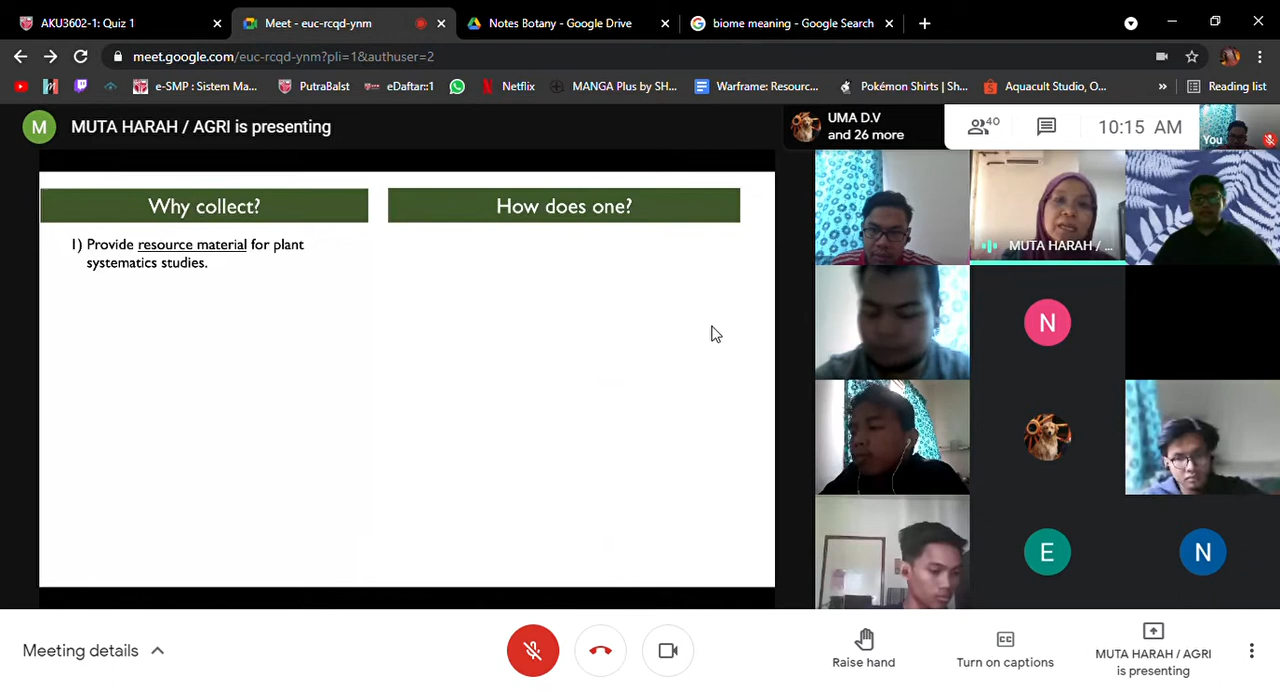 AKU3602-1: Quiz 1
Meet - euc-rcqd-ynm
Notes Botany - Google Drive
biome meaning - Google Search
meet.google.com/euc-rcqd-ynm?pli=1&authuser=2
e-SMP : Sistem Ma...
PutraBalst
eDaftar::1
Netflix
MANGA Plus by SH...
Warframe: Resourc...
Pokémon Shirts | Sh...
Aquacult Studio, O...
»
Reading list
M
MUTA HARAH / AGRI is presenting
UMA D.V
and 26 more
40
10:15 AM
You
Why collect?
How does one?
1) Provide resource material for plant
systematics studies.
MUTA HARAH / ...
N
E
N
Meeting details
Raise hand
Turn on captions
MUTA HARAH / AGRI
is presenting